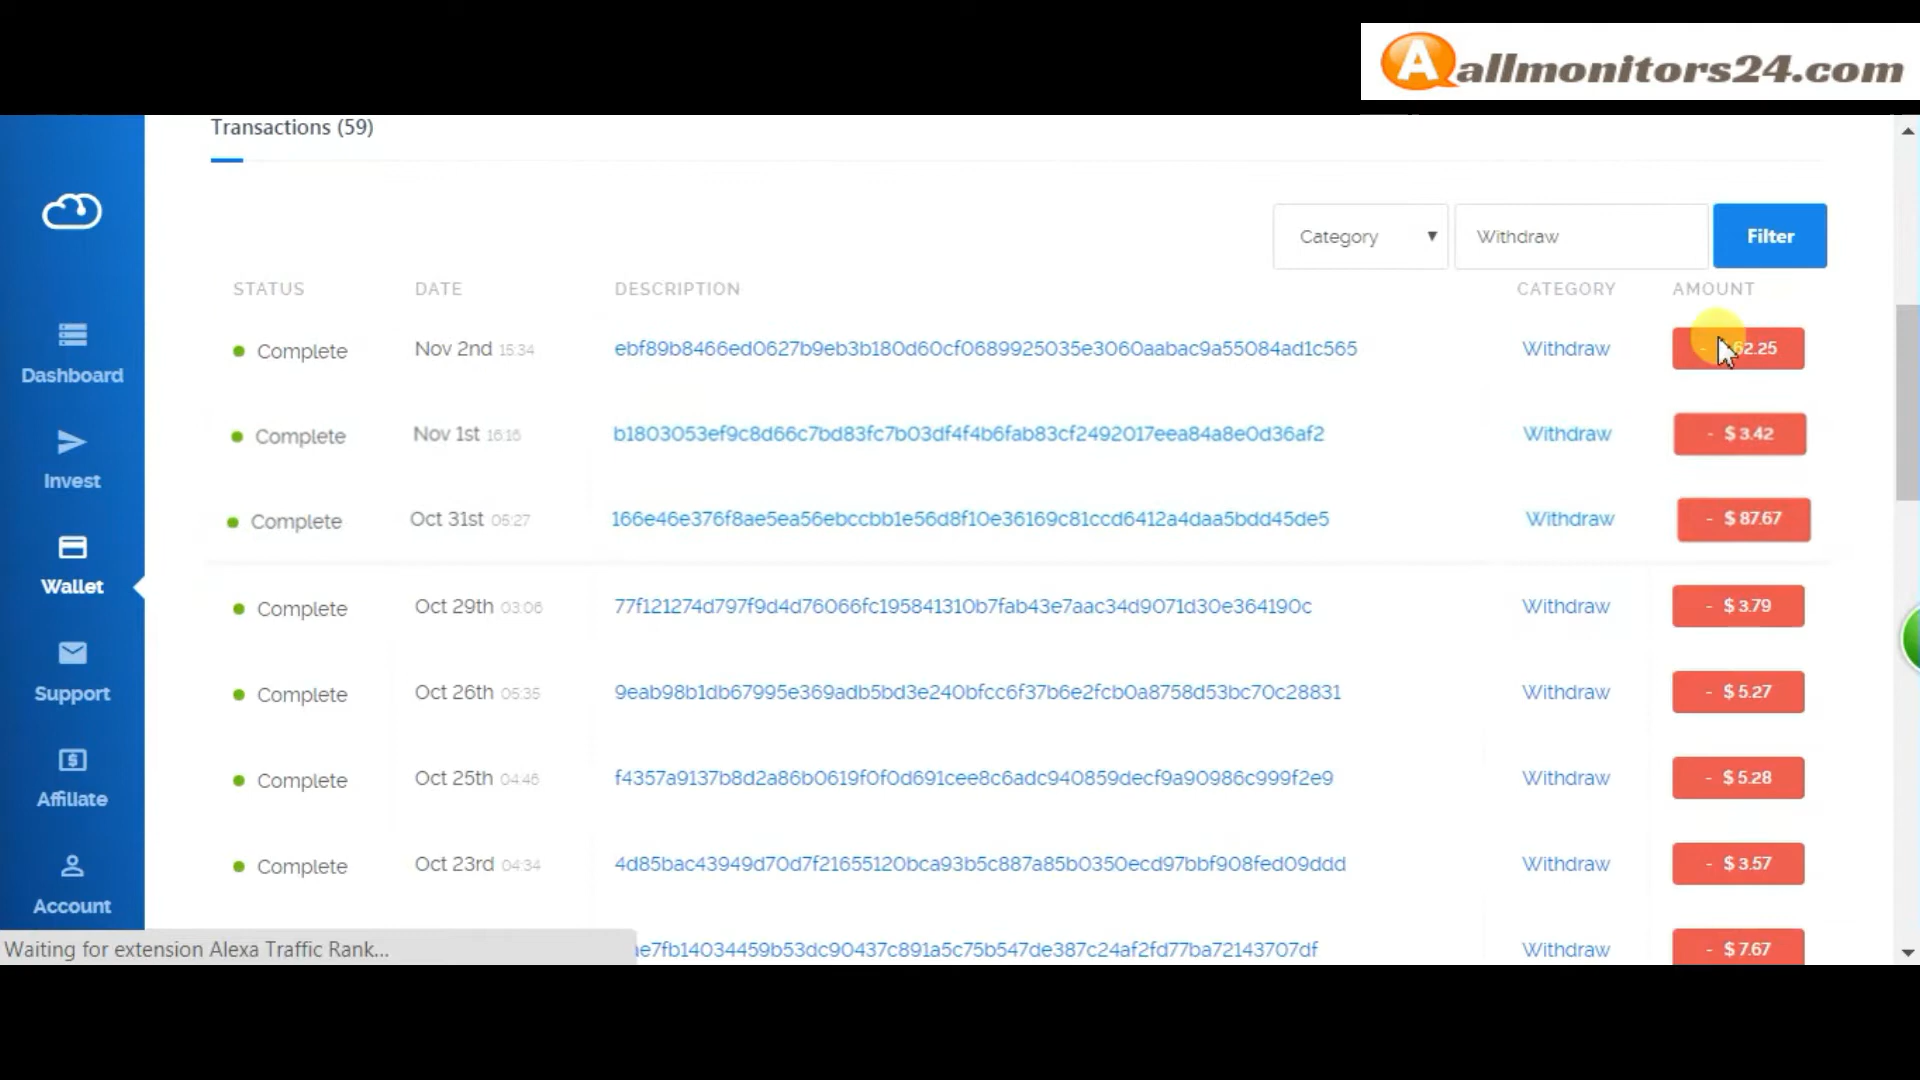 A allmonitors24.com
Transactions (59)
Category ▼ Withdraw Filter
STATUS DATE DESCRIPTION CATEGORY AMOUNT
Complete Nov 2nd 15:34 ebf89b8466ed0627b9eb3b180d60cf0689925035e3060aabac9a55084ad1c565 Withdraw
Complete Nov 1st 16:16 b1803053ef9c8d66c7bd83fc7b03df4f4b6fab83cf2492017eea84a8e0d36af2 Withdraw - $ 3.42
Complete Oct 31st 05:27 166e46e376f8ae5ea56ebccbb1e56d8f10e36169c81ccd6412a4daa5bdd45de5 Withdraw - $ 87.67
Complete Oct 29th 03:06 77f121274d797f9d4d76066fc195841310b7fab43e7aac34d9071d30e364190c Withdraw - $ 3.79
Complete Oct 26th 05:35 9eab98b1db67995e369adb5bd3e240bfcc6f37b6e2fcb0a8758d53bc70c28831 Withdraw - $ 5.27
Complete Oct 25th 04:46 f4357a9137b8d2a86b0619f0f0d691cee8c6adc940859decf9a90986c999f2e9 Withdraw - $ 5.28
Complete Oct 23rd 04:34 4d85bac43949d70d7f21655120bca93b5c887a85b0350ecd97bbf908fed09ddd Withdraw - $ 3.57
Withdraw - $ 7.67
Dashboard
Invest
Wallet
Support
Affiliate
Account
Waiting for extension Alexa Traffic Rank...